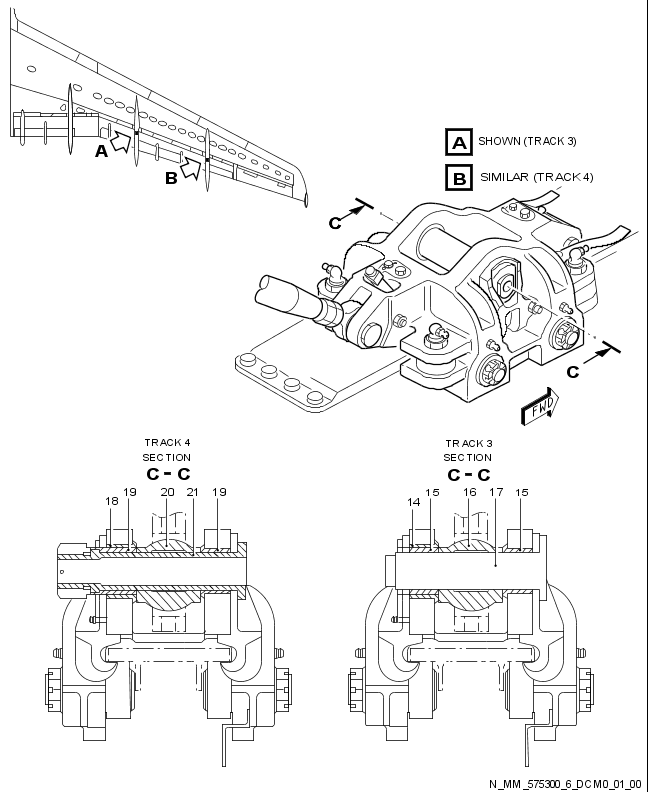 A
B
A SHOWN (TRACK 3)
B SIMILAR (TRACK 4)
C
C
FWD
TRACK 4
SECTION
C - C
18 19 20 21 19
TRACK 3
SECTION
C - C
14 15 16 17 15
N_MM_575300_6_DCM0_01_00